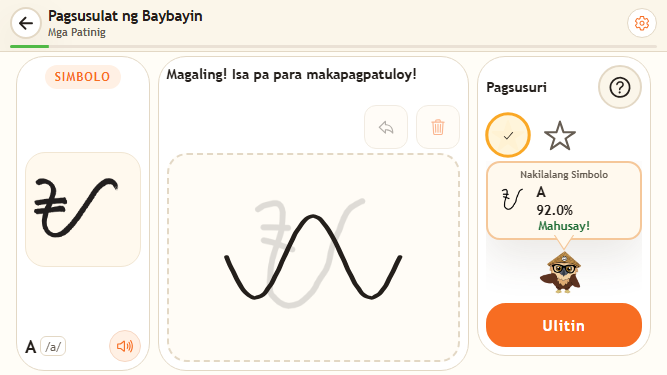 Pagsusulat ng Baybayin
Mga Patinig
SIMBOLO
ᜀ
A /a/
Magaling! Isa pa para makapagpatuloy!
Pagsusuri
?
Nakilalang Simbolo
ᜀ
A
92.0%
Mahusay!
Ulitin